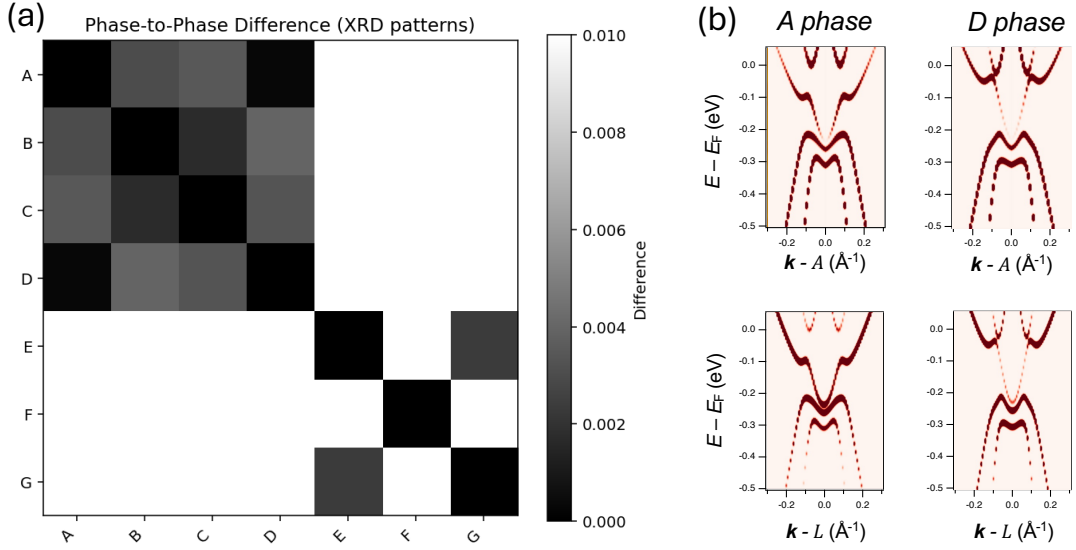 (a)
Phase-to-Phase Difference (XRD patterns)
A
B
C
D
E
F
G
A
B
C
D
E
F
G
0.010
0.008
0.006
0.004
0.002
0.000
Difference
(b)
A phase
D phase
E − E_F (eV)
0.0
-0.1
-0.2
-0.3
-0.4
-0.5
-0.2
0.0
0.2
k - A (Å-1)
0.0
-0.1
-0.2
-0.3
-0.4
-0.5
-0.2
0.0
0.2
k - A (Å-1)
E − E_F (eV)
0.0
-0.1
-0.2
-0.3
-0.4
-0.5
-0.2
0.0
0.2
k - L (Å-1)
0.0
-0.1
-0.2
-0.3
-0.4
-0.5
-0.2
0.0
0.2
k - L (Å-1)